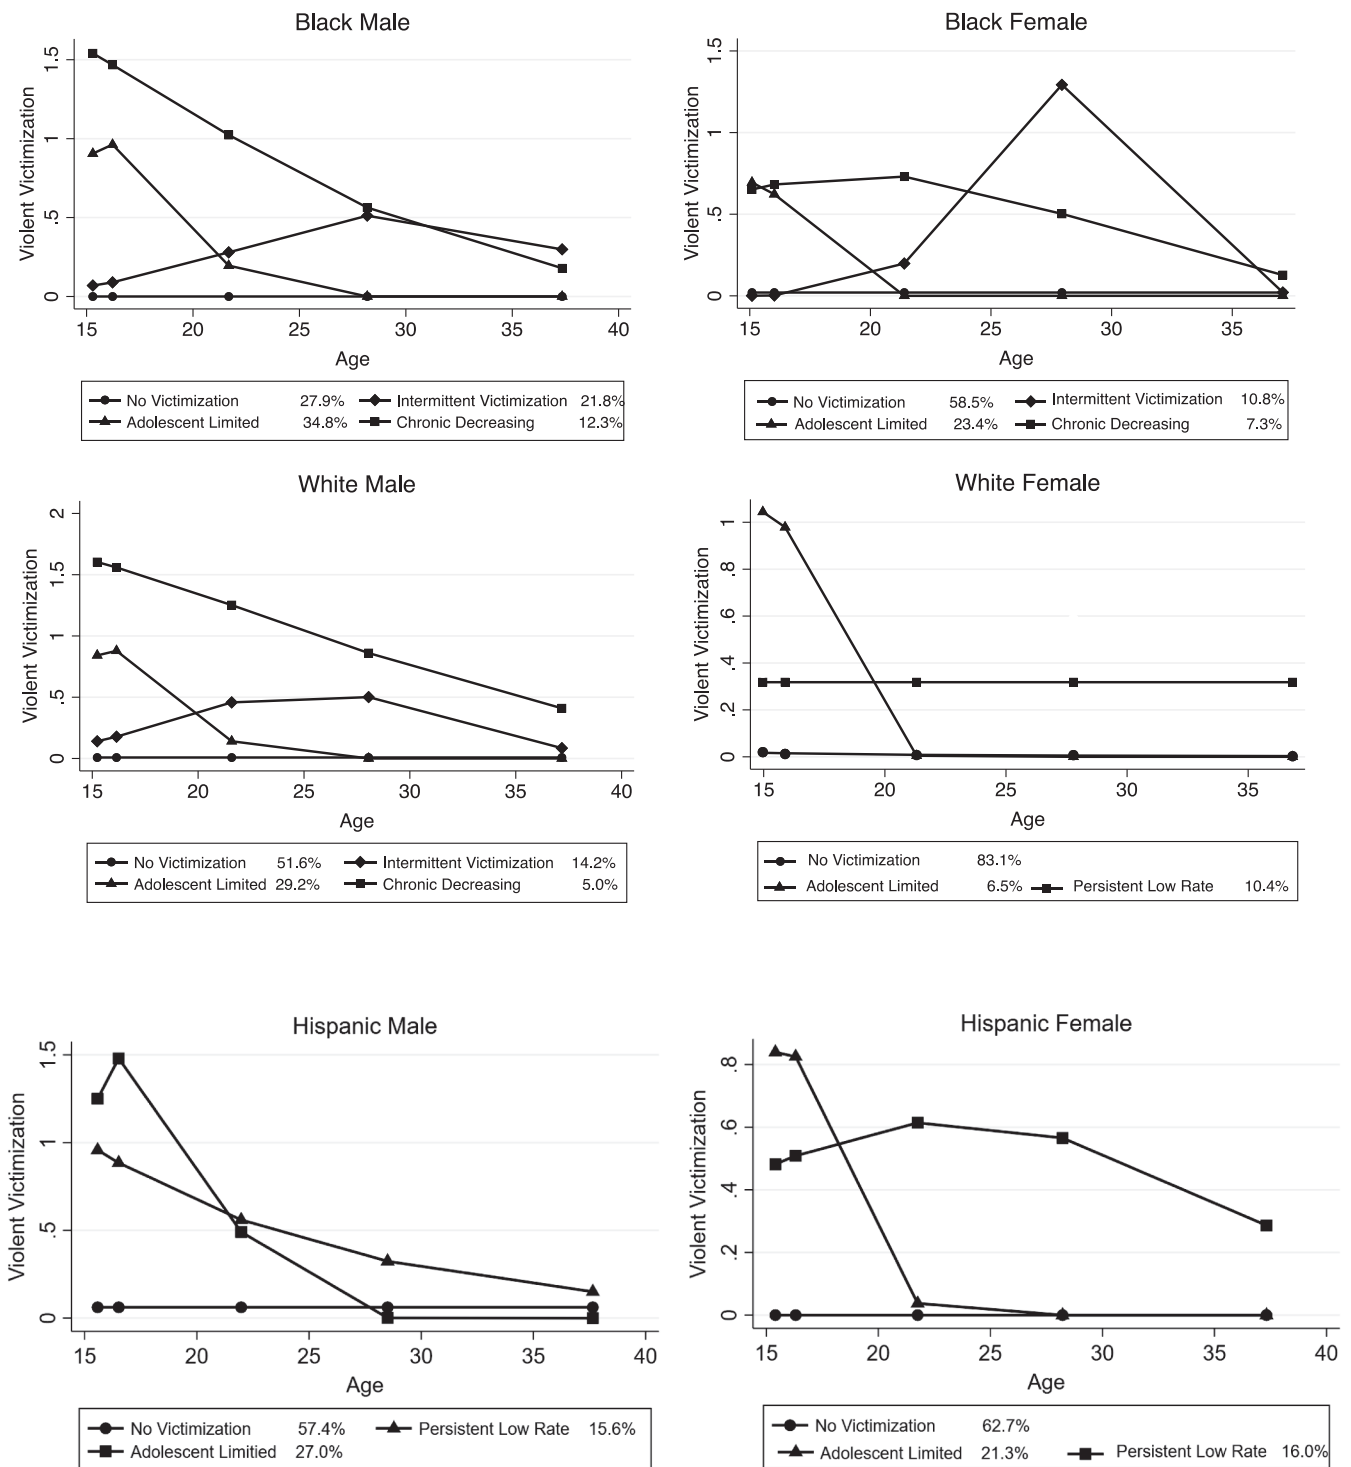 Black Male
Violent Victimization
1.5
1
.5
0
15 20 25 30 35 40
Age
No Victimization 27.9% Intermittent Victimization 21.8%
Adolescent Limited 34.8% Chronic Decreasing 12.3%
Black Female
Violent Victimization
1.5
1
.5
0
15 20 25 30 35
Age
No Victimization 58.5% Intermittent Victimization 10.8%
Adolescent Limited 23.4% Chronic Decreasing 7.3%
White Male
Violent Victimization
2
1.5
1
.5
0
15 20 25 30 35 40
Age
No Victimization 51.6% Intermittent Victimization 14.2%
Adolescent Limited 29.2% Chronic Decreasing 5.0%
White Female
Violent Victimization
1
.8
.6
.4
.2
0
15 20 25 30 35
Age
No Victimization 83.1%
Adolescent Limited 6.5% Persistent Low Rate 10.4%
Hispanic Male
Violent Victimization
1.5
1
.5
0
15 20 25 30 35 40
Age
No Victimization 57.4% Persistent Low Rate 15.6%
Adolescent Limitied 27.0%
Hispanic Female
Violent Victimization
.8
.6
.4
.2
0
15 20 25 30 35 40
Age
No Victimization 62.7%
Adolescent Limited 21.3% Persistent Low Rate 16.0%